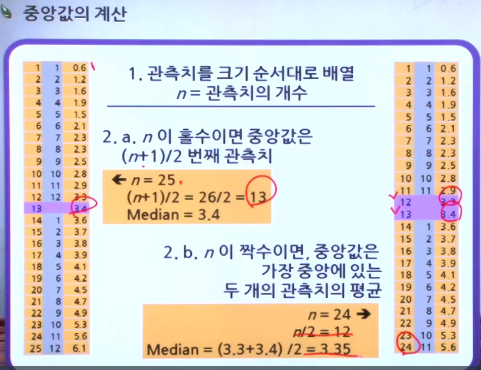 중앙값의 계산
1 1 0.6
2 2 1.2
3 3 1.6
4 4 1.9
5 5 1.5
6 6 2.1
7 7 2.3
8 8 2.3
9 9 2.5
10 10 2.8
11 11 2.9
12 12 3.3
13 3.4
14 1 3.6
15 2 3.7
16 3 3.8
17 4 3.9
18 5 4.1
19 6 4.2
20 7 4.5
21 8 4.7
22 9 4.9
23 10 5.3
24 11 5.6
25 12 6.1
1. 관측치를 크기 순서대로 배열
n = 관측치의 개수
2. a. n 이 홀수이면 중앙값은
(n+1)/2 번째 관측치
← n = 25
(n+1)/2 = 26/2 = 13
Median = 3.4
2. b. n 이 짝수이면, 중앙값은
가장 중앙에 있는
두 개의 관측치의 평균
n = 24 →
n/2 = 12
Median = (3.3+3.4) /2 = 3.35
1 1 0.6
2 2 1.2
3 3 1.6
4 4 1.9
5 5 1.5
6 6 2.1
7 7 2.3
8 8 2.3
9 9 2.5
10 10 2.8
11 11 2.9
12 3.3
13 3.4
14 1 3.6
15 2 3.7
16 3 3.8
17 4 3.9
18 5 4.1
19 6 4.2
20 7 4.5
21 8 4.7
22 9 4.9
23 10 5.3
24 11 5.6